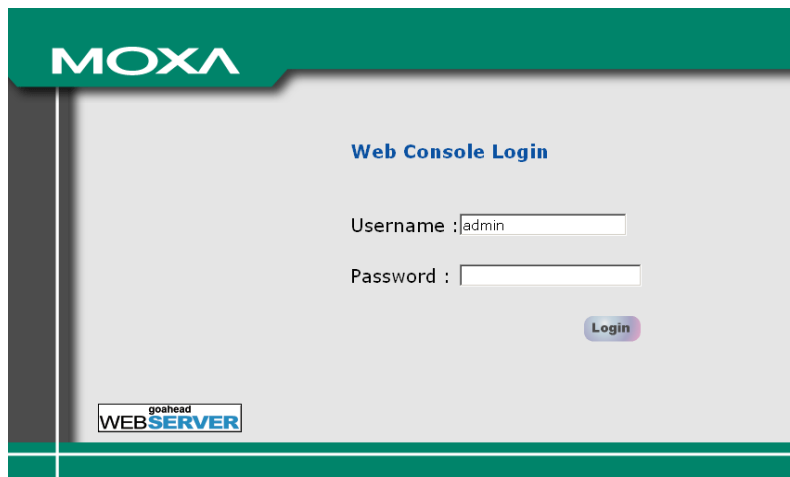 MOXA
Web Console Login
Username : admin
Password :
Login
goahead
WEBSERVER